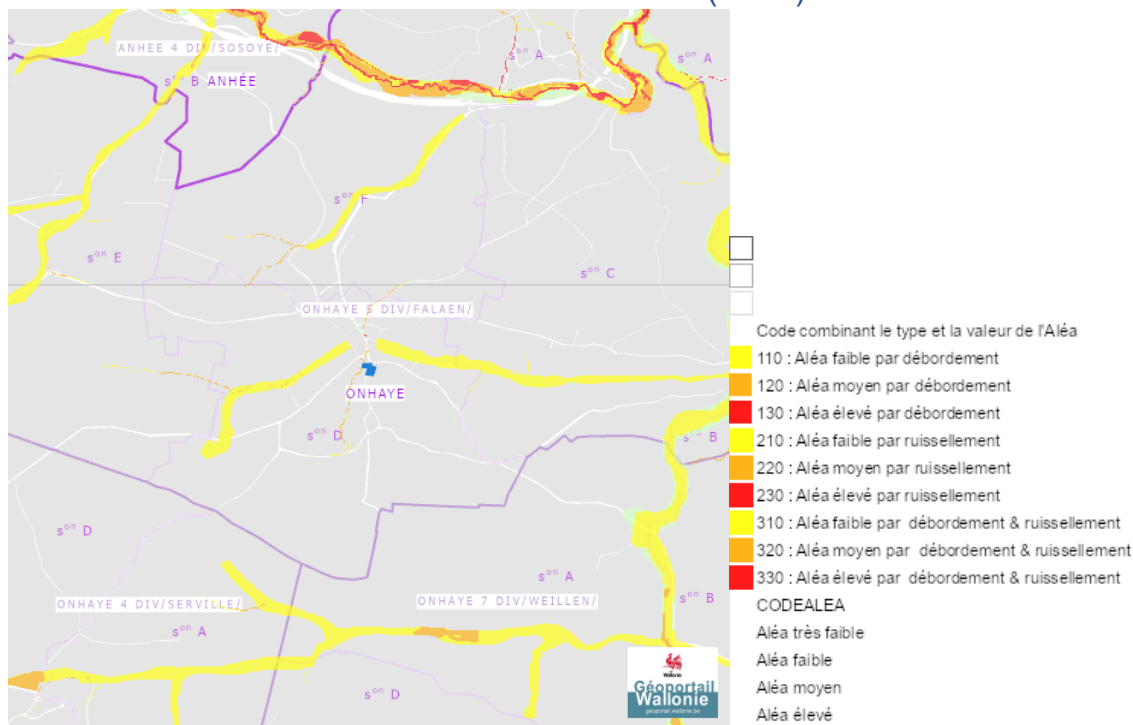 ANHEE 4 DIV/SOSOYE/
sᵒⁿ A
sᵒⁿ A
sᵒⁿ B ANHÉE
sᵒⁿ F
sᵒⁿ E
sᵒⁿ C
ONHAYE 5 DIV/FALAEN/
ONHAYE
sᵒⁿ D
sᵒⁿ B
sᵒⁿ D
sᵒⁿ A
ONHAYE 4 DIV/SERVILLE/
ONHAYE 7 DIV/WEILLEN/
sᵒⁿ B
sᵒⁿ A
sᵒⁿ D
Wallonie
Géoportail
Wallonie
geoportail.wallonie.be
Code combinant le type et la valeur de l'Aléa
110 : Aléa faible par débordement
120 : Aléa moyen par débordement
130 : Aléa élevé par débordement
210 : Aléa faible par ruissellement
220 : Aléa moyen par ruissellement
230 : Aléa élevé par ruissellement
310 : Aléa faible par débordement & ruissellement
320 : Aléa moyen par débordement & ruissellement
330 : Aléa élevé par débordement & ruissellement
CODEALEA
Aléa très faible
Aléa faible
Aléa moyen
Aléa élevé